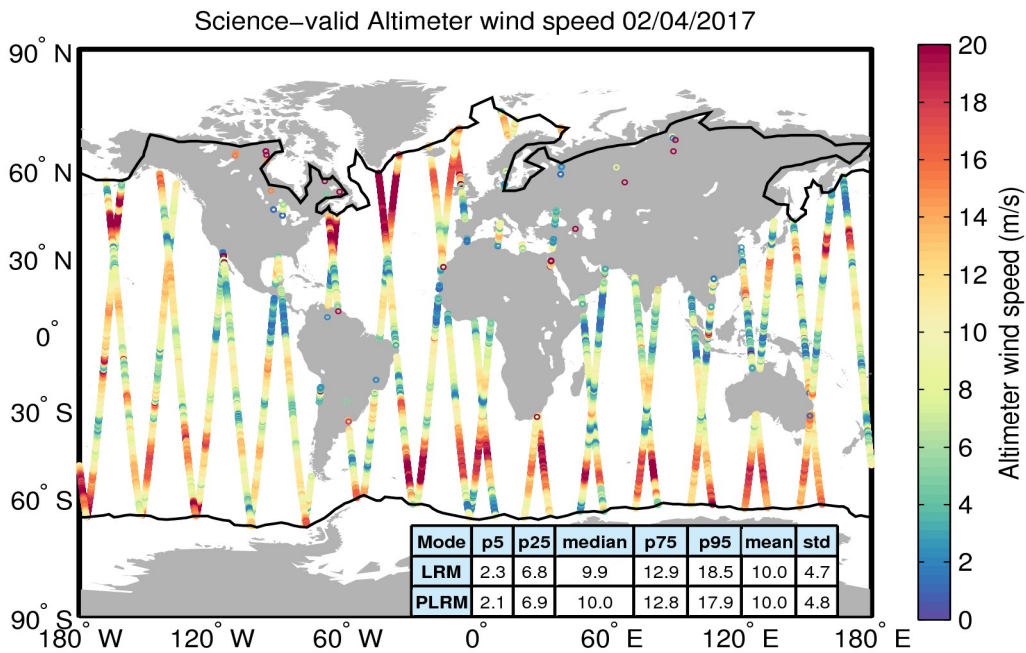 Science−valid Altimeter wind speed 02/04/2017
90° N
60° N
30° N
0°
30° S
60° S
90° S
180° W
120° W
60° W
0°
60° E
120° E
180° E
Mode p5 p25 median p75 p95 mean std
LRM 2.3 6.8 9.9 12.9 18.5 10.0 4.7
PLRM 2.1 6.9 10.0 12.8 17.9 10.0 4.8
20
18
16
14
12
10
8
6
4
2
0
Altimeter wind speed (m/s)